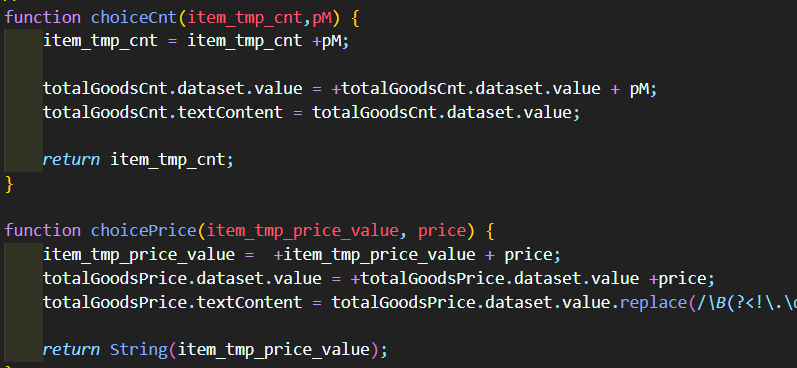 function choiceCnt(item_tmp_cnt,pM) {
item_tmp_cnt = item_tmp_cnt +pM;
totalGoodsCnt.dataset.value = +totalGoodsCnt.dataset.value + pM;
totalGoodsCnt.textContent = totalGoodsCnt.dataset.value;
return item_tmp_cnt;
}
function choicePrice(item_tmp_price_value, price) {
item_tmp_price_value =  +item_tmp_price_value + price;
totalGoodsPrice.dataset.value = +totalGoodsPrice.dataset.value +price;
totalGoodsPrice.textContent = totalGoodsPrice.dataset.value.replace(/\B(?<!\.\
return String(item_tmp_price_value);